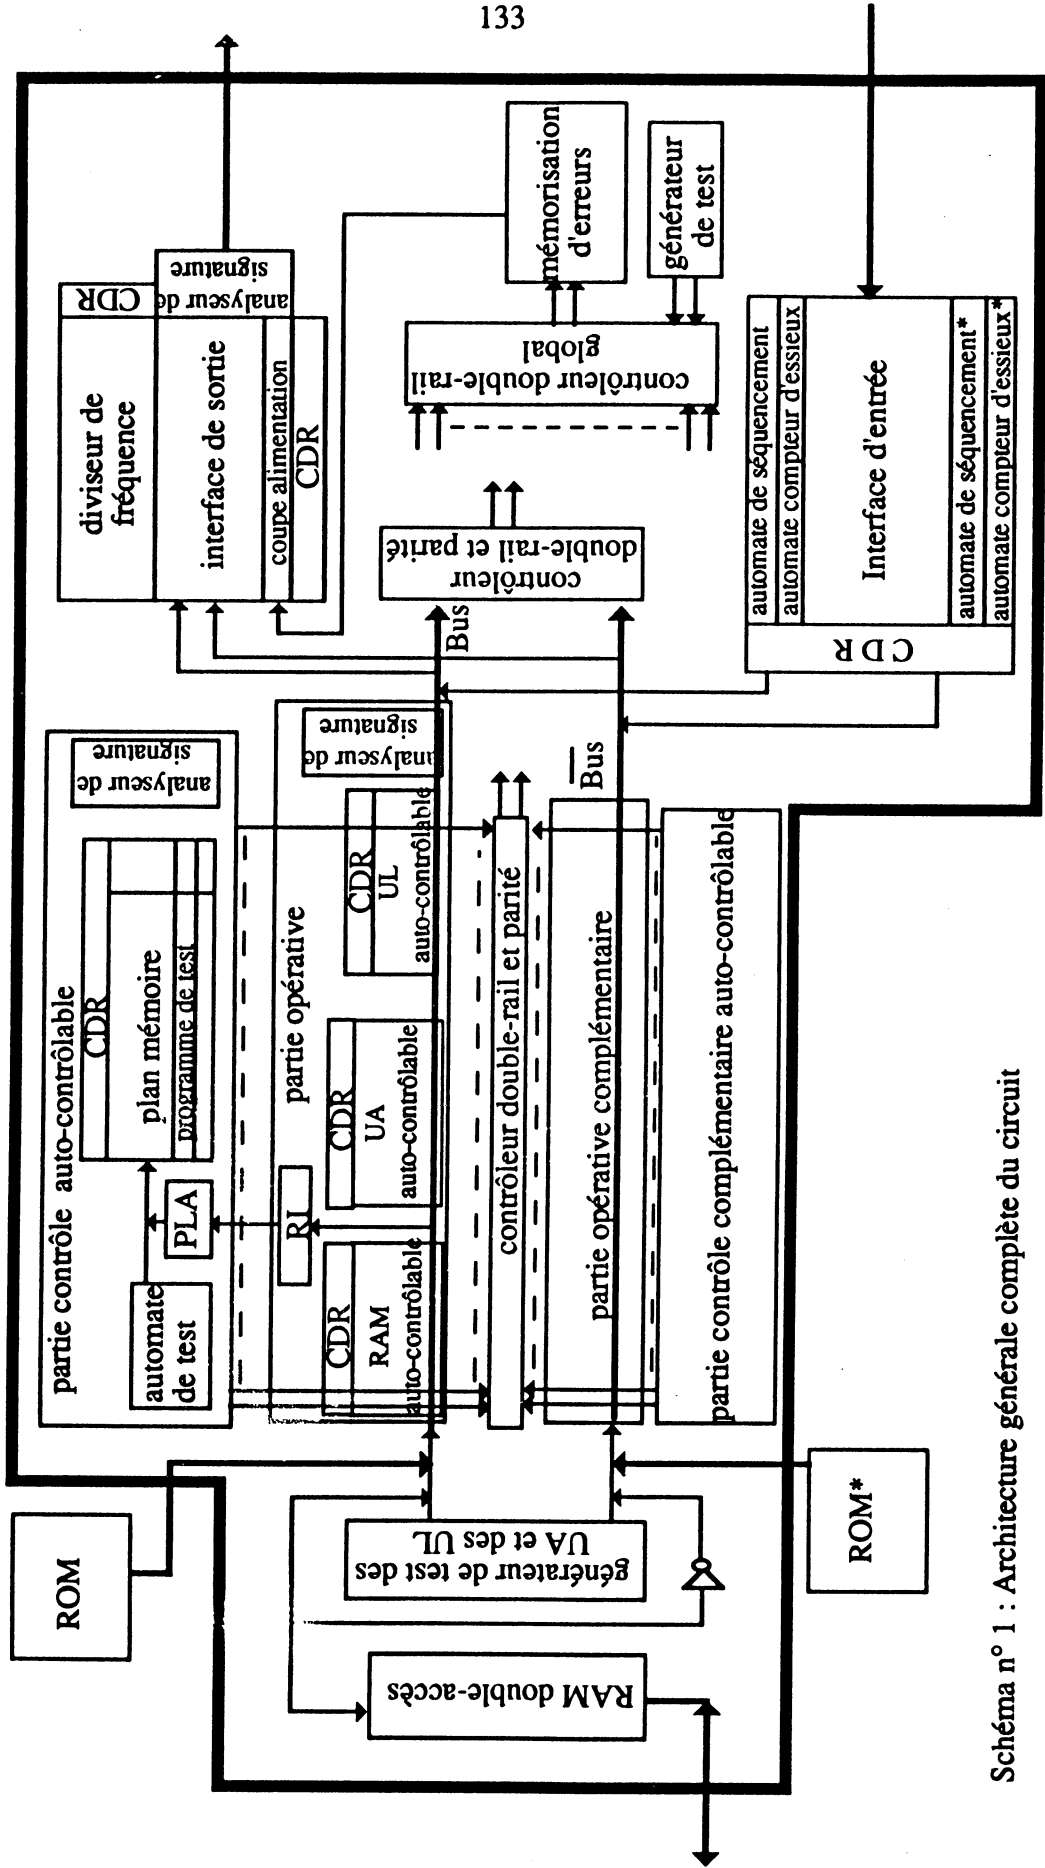 133
ROM
partie contrôle auto-contrôlable
automate
de test
PLA
CDR
plan mémoire
programme de test
analyseur de
signature
diviseur de
fréquence
CDR
interface de sortie
analyseur de
signature
coupe alimentation
CDR
partie opérative
RI
CDR
RAM
auto-contrôlable
CDR
UA
auto-contrôlable
CDR
UL
auto-contrôlable
analyseur de
signature
Bus
contrôleur
double-rail et parité
contrôleur double-rail
global
mémorisation
d'erreurs
générateur
de test
RAM double-accès
générateur de test des
UA et des UL
contrôleur double-rail et parité
partie opérative complémentaire
Bus
partie contrôle complémentaire auto-contrôlable
ROM*
CDR
automate de séquencement
automate compteur d'essieux
Interface d'entrée
automate de séquencement*
automate compteur d'essieux*
Schéma n° 1 : Architecture générale complète du circuit